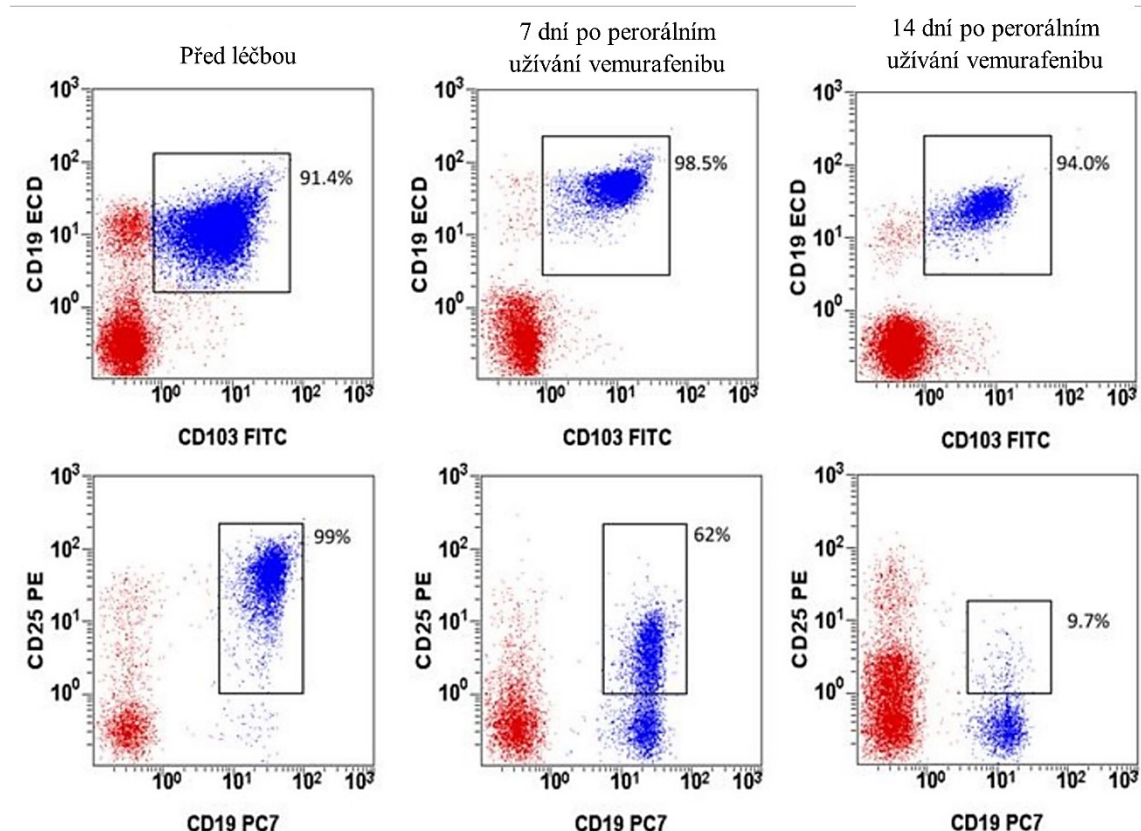 Před léčbou
7 dní po perorálním
užívání vemurafenibu
14 dní po perorálním
užívání vemurafenibu
10³
10²
10¹
10⁰
CD19 ECD
91.4%
10⁰ 10¹ 10² 10³
CD103 FITC
10³
10²
10¹
10⁰
CD19 ECD
98.5%
10⁰ 10¹ 10² 10³
CD103 FITC
10³
10²
10¹
10⁰
CD19 ECD
94.0%
10⁰ 10¹ 10² 10³
CD103 FITC
10³
10²
10¹
10⁰
CD25 PE
99%
10⁰ 10¹ 10² 10³
CD19 PC7
10³
10²
10¹
10⁰
CD25 PE
62%
10⁰ 10¹ 10² 10³
CD19 PC7
10³
10²
10¹
10⁰
CD25 PE
9.7%
10⁰ 10¹ 10² 10³
CD19 PC7